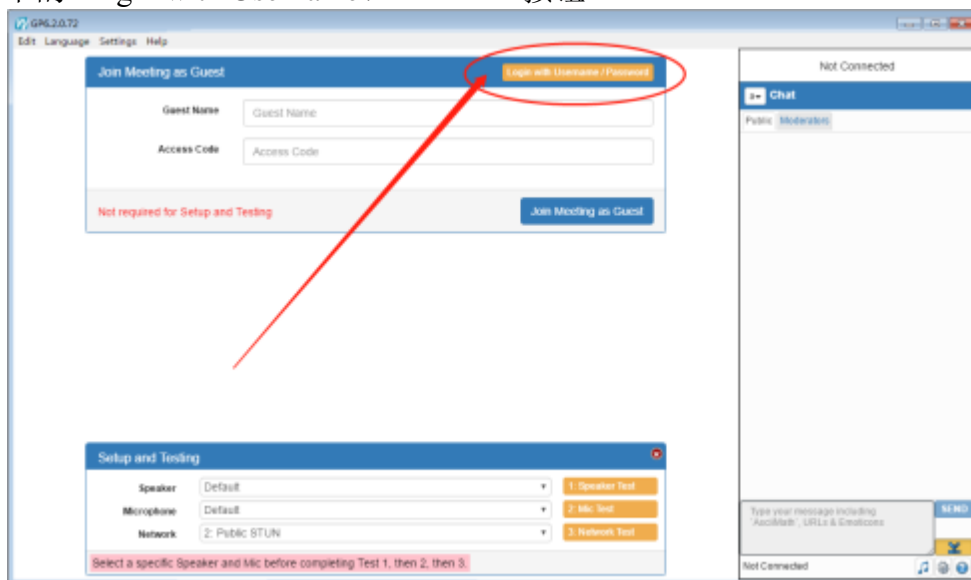 GP6.2.0.72
Edit Language Settings Help
Join Meeting as Guest
Login with Username / Password
Guest Name
Guest Name
Access Code
Access Code
Not required for Setup and Testing
Join Meeting as Guest
Setup and Testing
Speaker Default 1: Speaker Test
Microphone Default 2: Mic Test
Network 2: Public STUN 3: Network Test
Select a specific Speaker and Mic before completing Test 1, then 2, then 3.
Not Connected
Chat
Public Moderators
Type your message including
`AsciiMath`, URLs & Emoticons
SEND
Not Connected